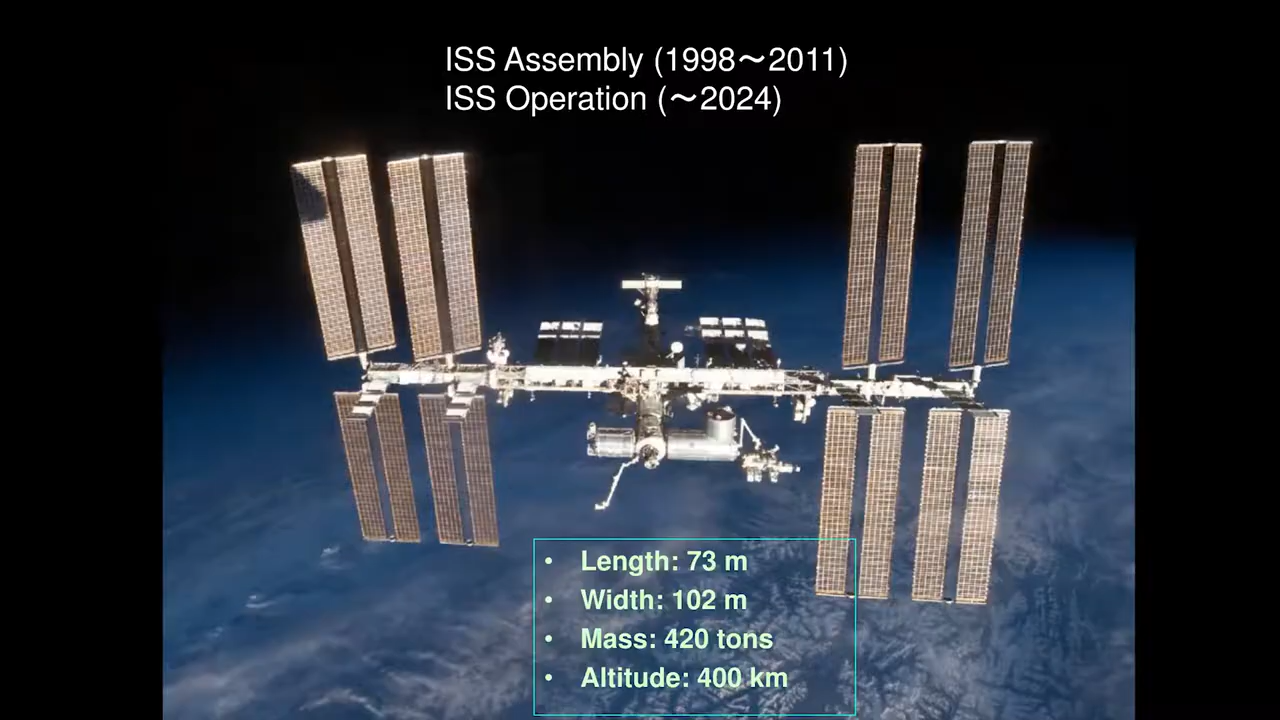 ISS Assembly (1998～2011)
ISS Operation (～2024)
• Length: 73 m
• Width: 102 m
• Mass: 420 tons
• Altitude: 400 km